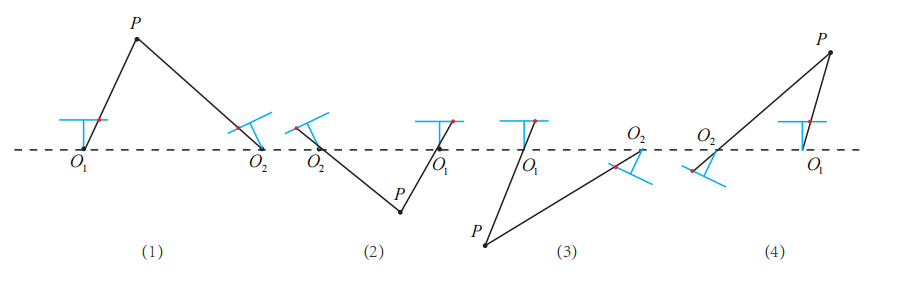 P
O₁
O₂
(1)
O₂
P
O₁
(2)
O₁
P
O₂
(3)
O₂
P
O₁
(4)